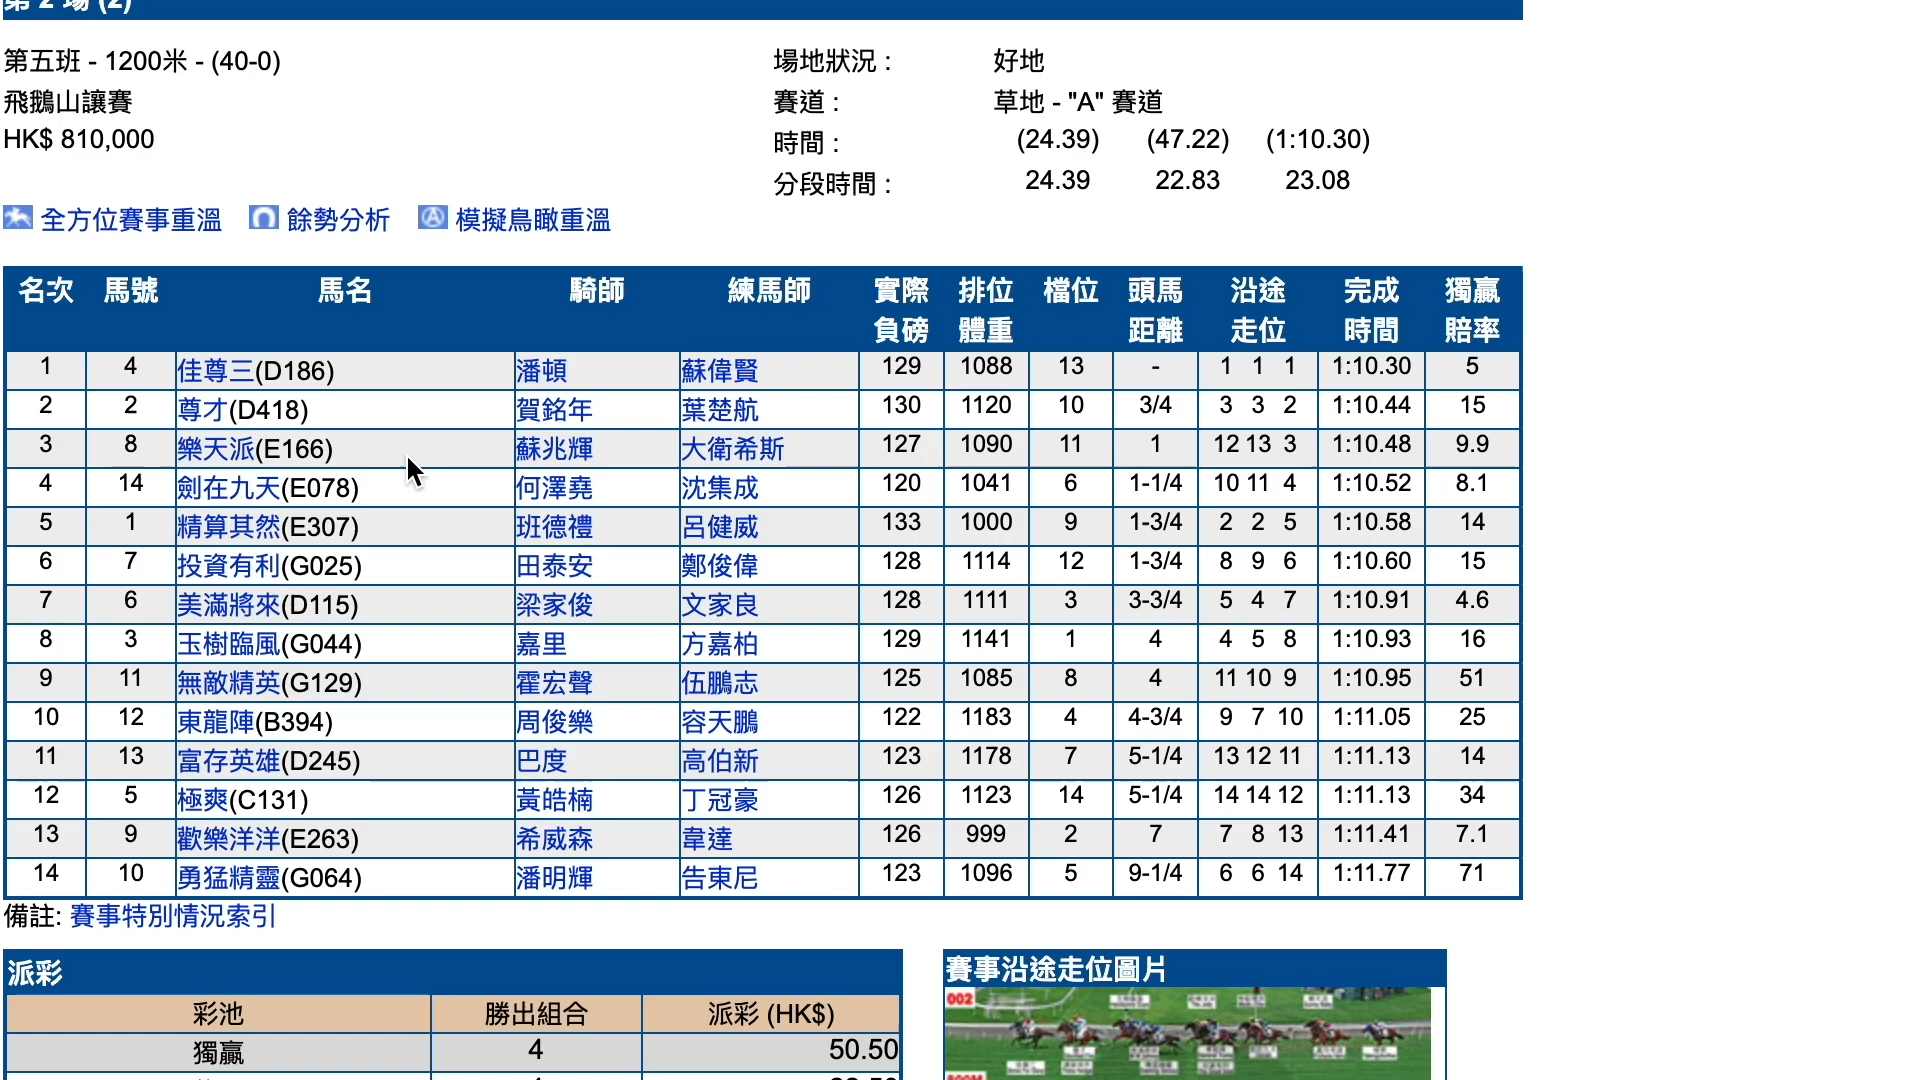 第 2 場 (2)
第五班 - 1200米 - (40-0) 場地狀況 : 好地
飛鵝山讓賽 賽道 : 草地 - "A" 賽道
HK$ 810,000 時間 : (24.39) (47.22) (1:10.30)
分段時間 : 24.39 22.83 23.08
全方位賽事重溫 餘勢分析 模擬鳥瞰重溫
名次 馬號 馬名 騎師 練馬師 實際負磅 排位體重 檔位 頭馬距離 沿途走位 完成時間 獨贏賠率
1 4 佳尊三(D186) 潘頓 蘇偉賢 129 1088 13 - 1 1 1 1:10.30 5
2 2 尊才(D418) 賀銘年 葉楚航 130 1120 10 3/4 3 3 2 1:10.44 15
3 8 樂天派(E166) 蘇兆輝 大衛希斯 127 1090 11 1 12 13 3 1:10.48 9.9
4 14 劍在九天(E078) 何澤堯 沈集成 120 1041 6 1-1/4 10 11 4 1:10.52 8.1
5 1 精算其然(E307) 班德禮 呂健威 133 1000 9 1-3/4 2 2 5 1:10.58 14
6 7 投資有利(G025) 田泰安 鄭俊偉 128 1114 12 1-3/4 8 9 6 1:10.60 15
7 6 美滿將來(D115) 梁家俊 文家良 128 1111 3 3-3/4 5 4 7 1:10.91 4.6
8 3 玉樹臨風(G044) 嘉里 方嘉柏 129 1141 1 4 4 5 8 1:10.93 16
9 11 無敵精英(G129) 霍宏聲 伍鵬志 125 1085 8 4 11 10 9 1:10.95 51
10 12 東龍陣(B394) 周俊樂 容天鵬 122 1183 4 4-3/4 9 7 10 1:11.05 25
11 13 富存英雄(D245) 巴度 高伯新 123 1178 7 5-1/4 13 12 11 1:11.13 14
12 5 極爽(C131) 黃皓楠 丁冠豪 126 1123 14 5-1/4 14 14 12 1:11.13 34
13 9 歡樂洋洋(E263) 希威森 韋達 126 999 2 7 7 8 13 1:11.41 7.1
14 10 勇猛精靈(G064) 潘明輝 告東尼 123 1096 5 9-1/4 6 6 14 1:11.77 71
備註: 賽事特別情況索引
派彩 賽事沿途走位圖片
彩池 勝出組合 派彩 (HK$)
002
獨贏 4 50.50